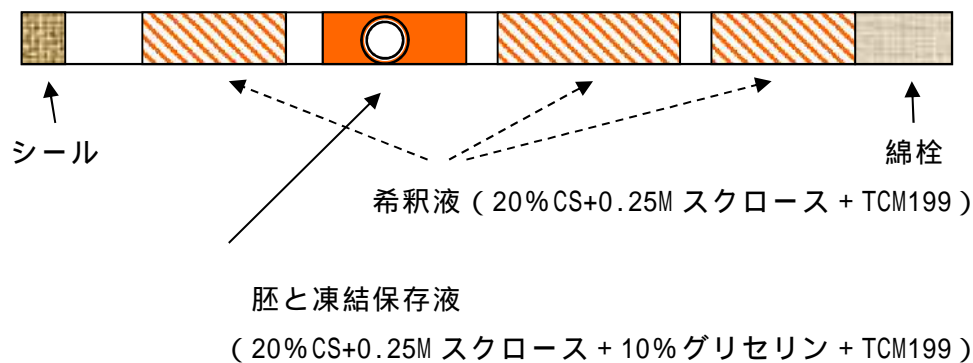 シール
綿栓
希釈液（20%CS+0.25M スクロース + TCM199）
胚と凍結保存液
（20%CS+0.25M スクロース + 10% グリセリン + TCM199）